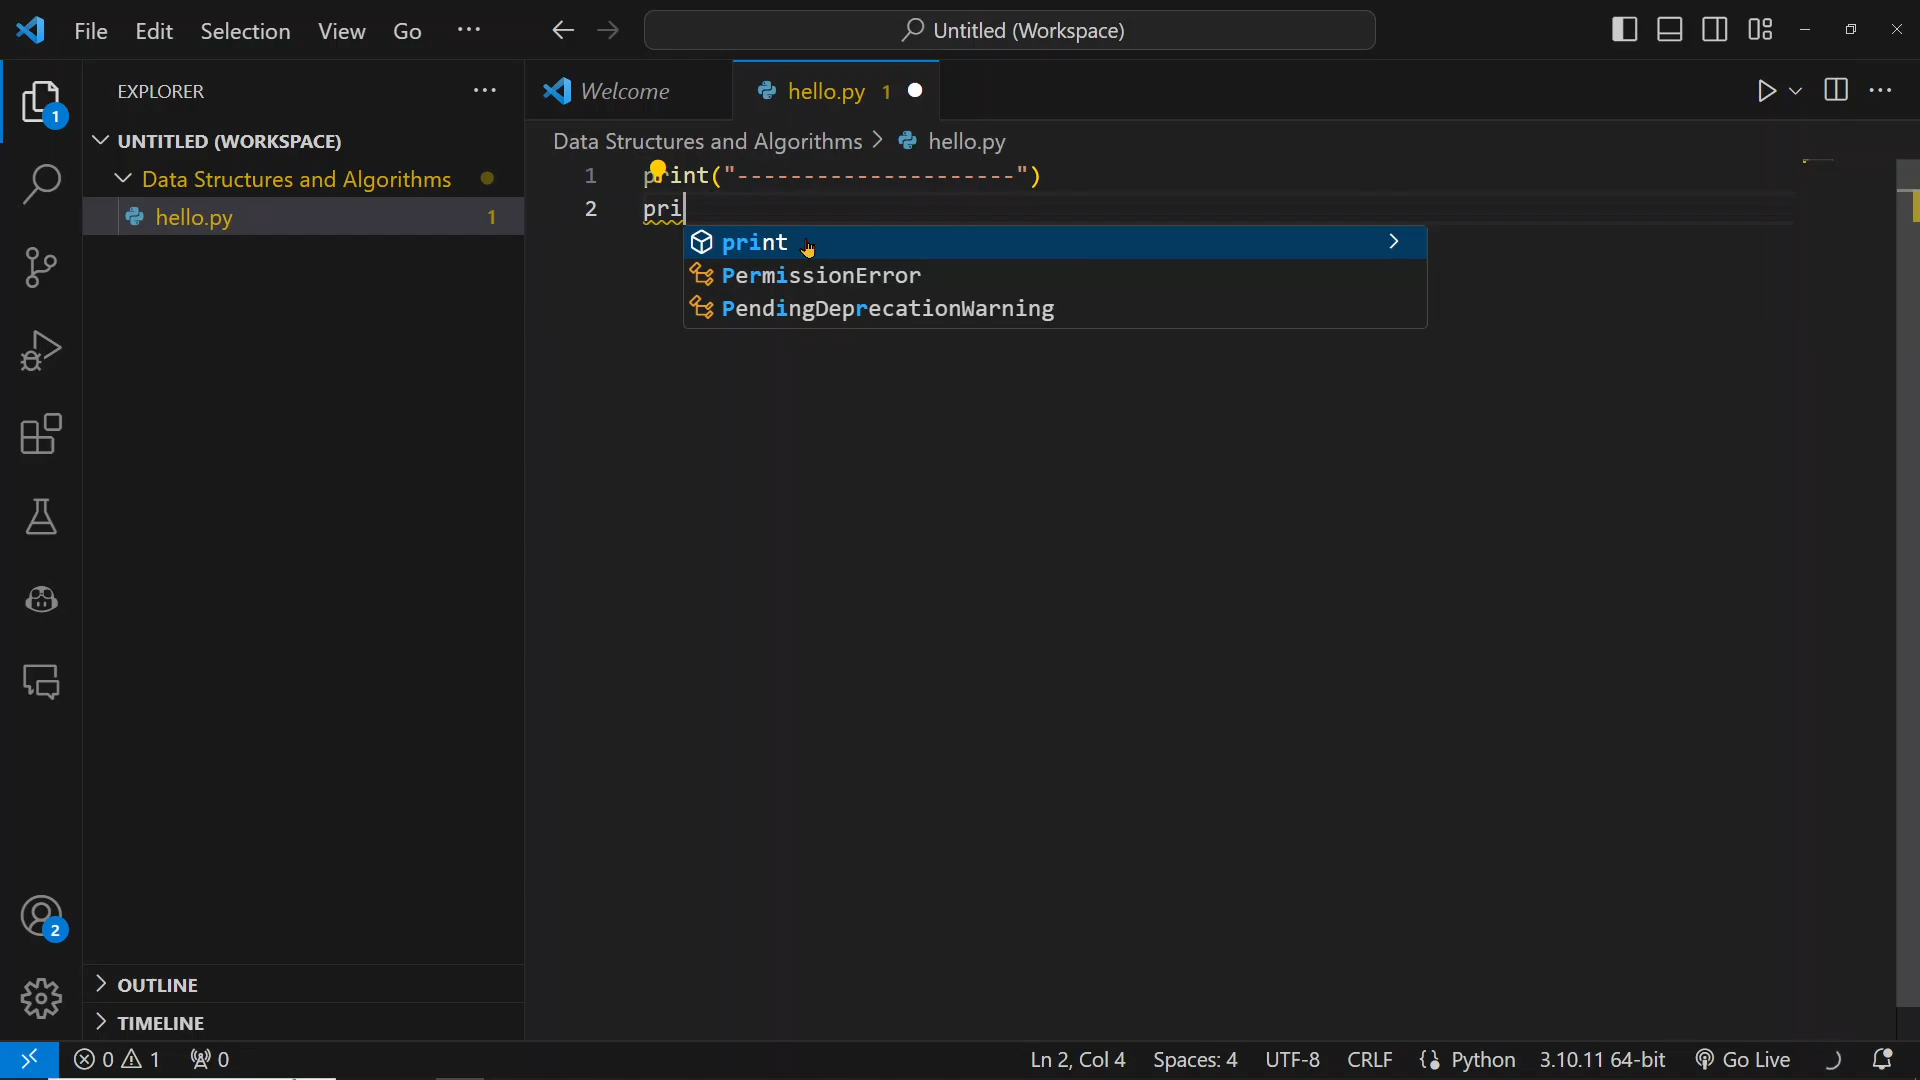 File Edit Selection View Go ··· Untitled (Workspace)
EXPLORER ···
Welcome hello.py 1
1
UNTITLED (WORKSPACE)
Data Structures and Algorithms > hello.py
Data Structures and Algorithms
1 print("---------------------")
hello.py 1
2 pri
print
PermissionError
PendingDeprecationWarning
2
OUTLINE
TIMELINE
0 1 0 Ln 2, Col 4 Spaces: 4 UTF-8 CRLF {} Python 3.10.11 64-bit Go Live